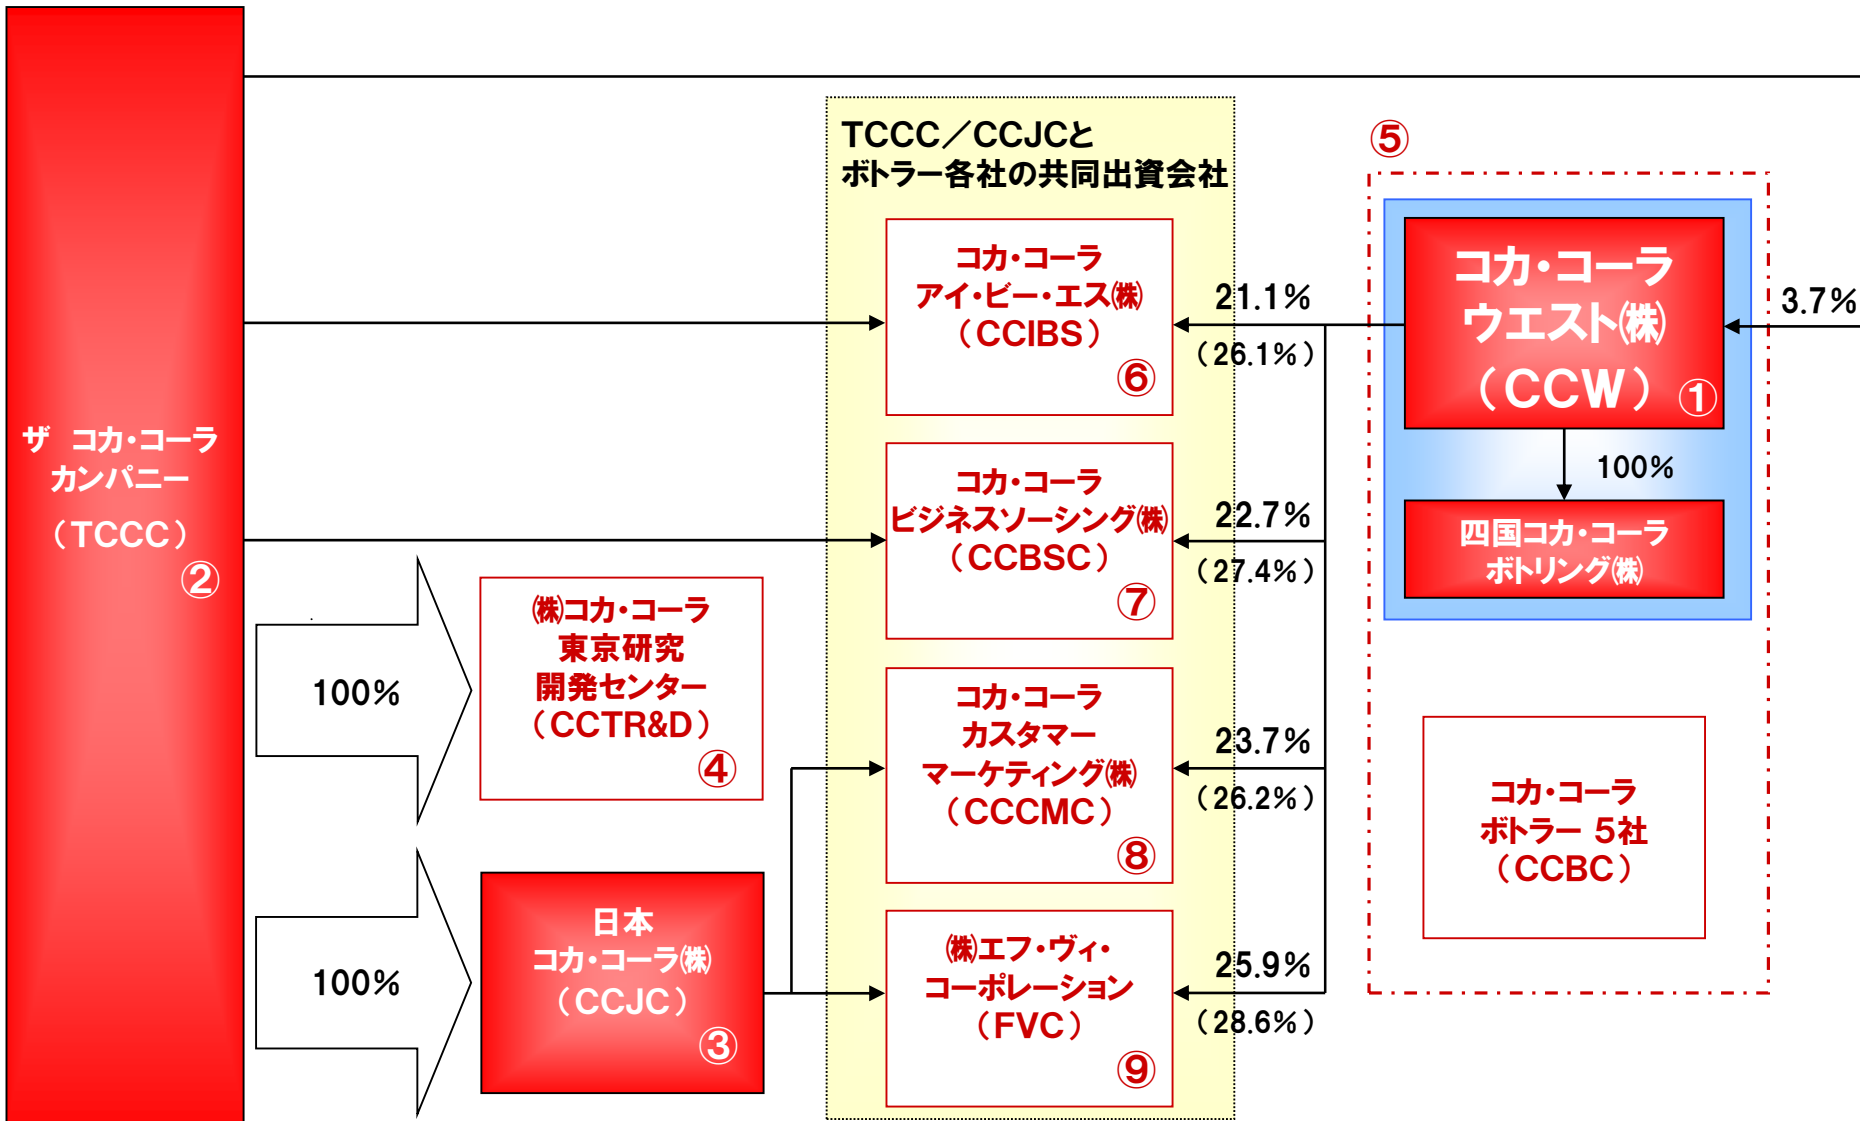 ザ コカ・コーラ
カンパニー
(TCCC)
②
100%
100%
㈱コカ・コーラ
東京研究
開発センター
(CCTR&D)
④
日本
コカ・コーラ㈱
(CCJC)
③
TCCC/CCJCと
ボトラー各社の共同出資会社
コカ・コーラ
アイ・ビー・エス㈱
(CCIBS)
⑥
コカ・コーラ
ビジネスソーシング㈱
(CCBSC)
⑦
コカ・コーラ
カスタマー
マーケティング㈱
(CCCMC)
⑧
㈱エフ・ヴィ・
コーポレーション
(FVC)
⑨
21.1%
(26.1%)
22.7%
(27.4%)
23.7%
(26.2%)
25.9%
(28.6%)
⑤
コカ・コーラ
ウエスト㈱
(CCW)
①
3.7%
100%
四国コカ・コーラ
ボトリング㈱
コカ・コーラ
ボトラー 5社
(CCBC)